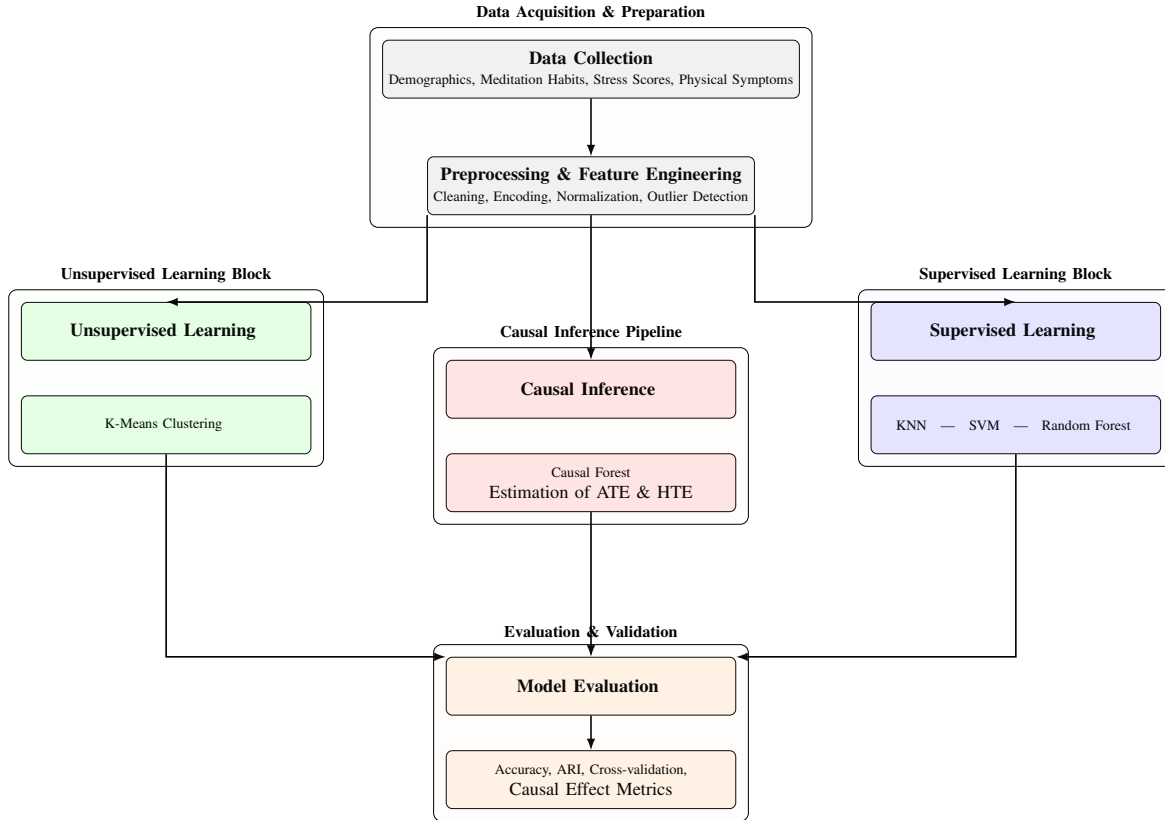 Data Acquisition & Preparation
Data Collection
Demographics, Meditation Habits, Stress Scores, Physical Symptoms
Preprocessing & Feature Engineering
Cleaning, Encoding, Normalization, Outlier Detection
Unsupervised Learning Block
Unsupervised Learning
K-Means Clustering
Causal Inference Pipeline
Causal Inference
Causal Forest
Estimation of ATE & HTE
Supervised Learning Block
Supervised Learning
KNN — SVM — Random Forest
Evaluation & Validation
Model Evaluation
Accuracy, ARI, Cross-validation,
Causal Effect Metrics